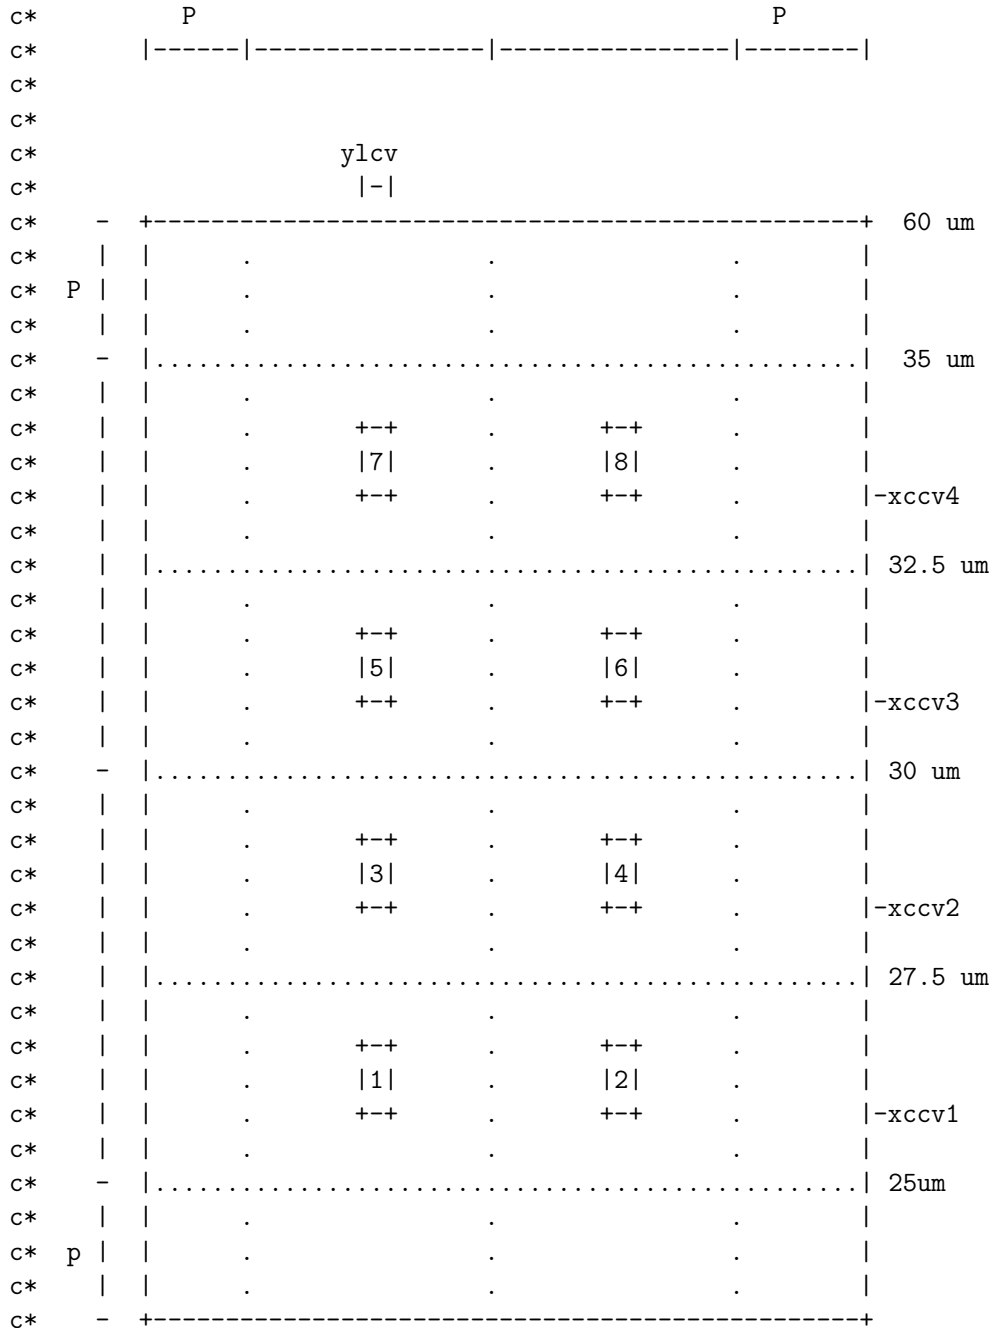 c*          P                                        P
c*       |------|----------------|----------------|--------|
c*
c*
c*                     ylcv
c*                      |-|
c*    -  +-------------------------------------------------+  60 um
c*    |  |      .                .                .        |
c*  P |  |      .                .                .        |
c*    |  |      .                .                .        |
c*    -  |.................................................|  35 um
c*    |  |      .                .                .        |
c*    |  |      .       +-+      .       +-+      .        |
c*    |  |      .       |7|      .       |8|      .        |
c*    |  |      .       +-+      .       +-+      .        |-xccv4
c*    |  |      .                .                .        |
c*    |  |.................................................| 32.5 um
c*    |  |      .                .                .        |
c*    |  |      .       +-+      .       +-+      .        |
c*    |  |      .       |5|      .       |6|      .        |
c*    |  |      .       +-+      .       +-+      .        |-xccv3
c*    |  |      .                .                .        |
c*    -  |.................................................| 30 um
c*    |  |      .                .                .        |
c*    |  |      .       +-+      .       +-+      .        |
c*    |  |      .       |3|      .       |4|      .        |
c*    |  |      .       +-+      .       +-+      .        |-xccv2
c*    |  |      .                .                .        |
c*    |  |.................................................| 27.5 um
c*    |  |      .                .                .        |
c*    |  |      .       +-+      .       +-+      .        |
c*    |  |      .       |1|      .       |2|      .        |
c*    |  |      .       +-+      .       +-+      .        |-xccv1
c*    |  |      .                .                .        |
c*    -  |.................................................| 25um
c*    |  |      .                .                .        |
c*  p |  |      .                .                .        |
c*    |  |      .                .                .        |
c*    -  +-------------------------------------------------+